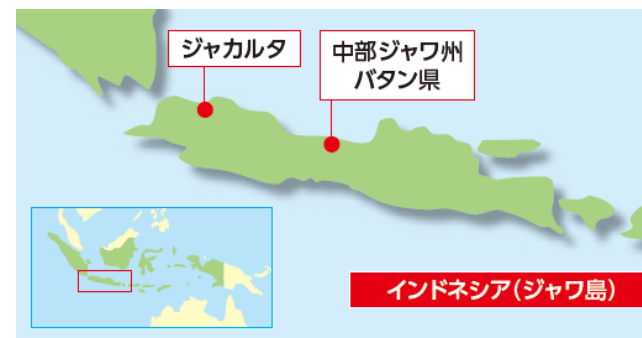 ジャカルタ
中部ジャワ州
バタン県
インドネシア(ジャワ島)